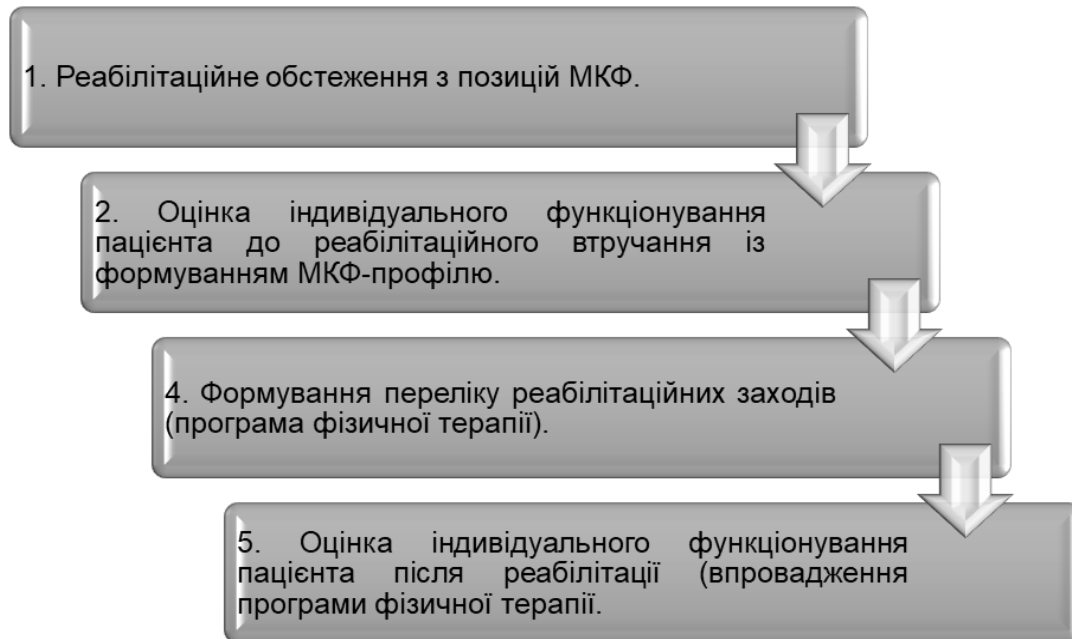 1. Реабілітаційне обстеження з позицій МКФ.
2. Оцінка індивідуального функціонування
пацієнта до реабілітаційного втручання із
формуванням МКФ-профілю.
4. Формування переліку реабілітаційних заходів
(програма фізичної терапії).
5. Оцінка індивідуального функціонування
пацієнта після реабілітації (впровадження
програми фізичної терапії.